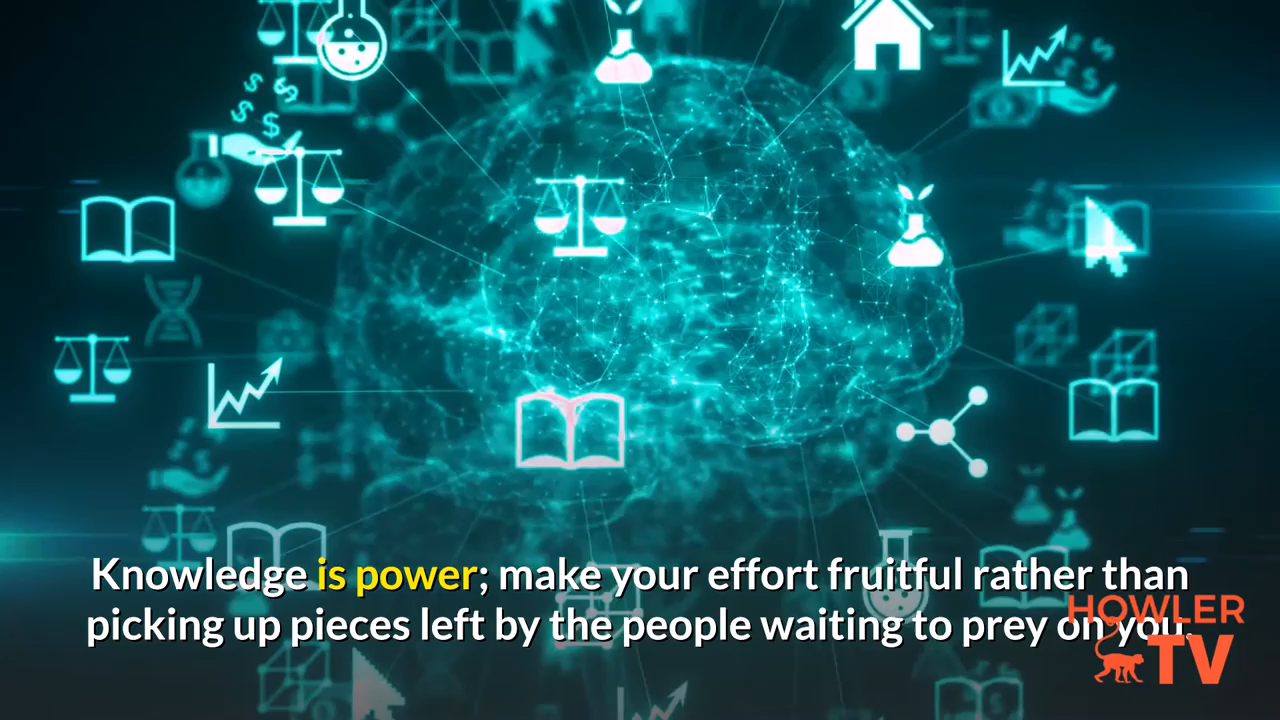 Knowledge is power; make your effort fruitful rather than
picking up pieces left by the people waiting to prey on you.
HOWLER
TV